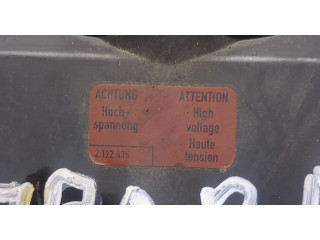 ACHTUNG
Hoch-
spannung
ATTENTION
High
voltage
Haute
tension